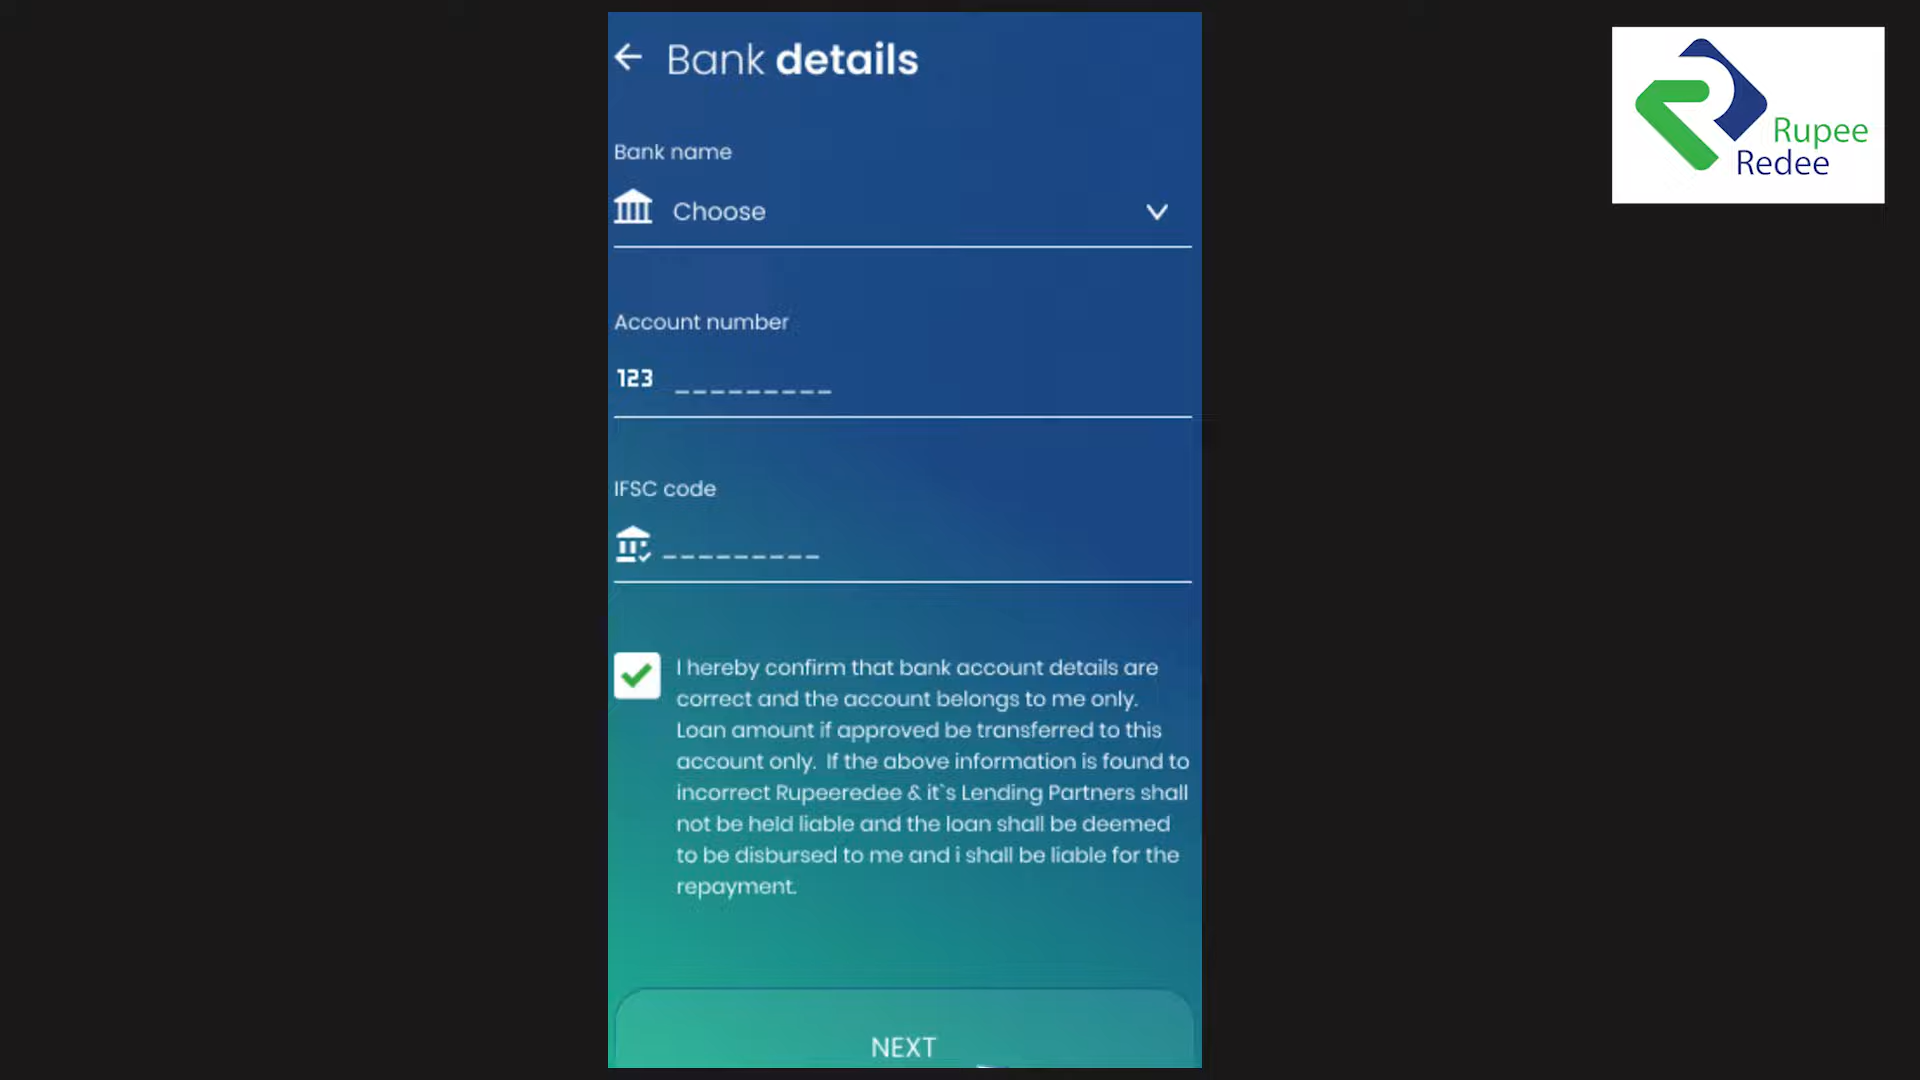 Bank details
Bank name
Choose
Account number
123 _________
IFSC code
_________
I hereby confirm that bank account details are
correct and the account belongs to me only.
Loan amount if approved be transferred to this
account only. If the above information is found to
incorrect Rupeeredee & it`s Lending Partners shall
not be held liable and the loan shall be deemed
to be disbursed to me and i shall be liable for the
repayment.
NEXT
Rupee
Redee